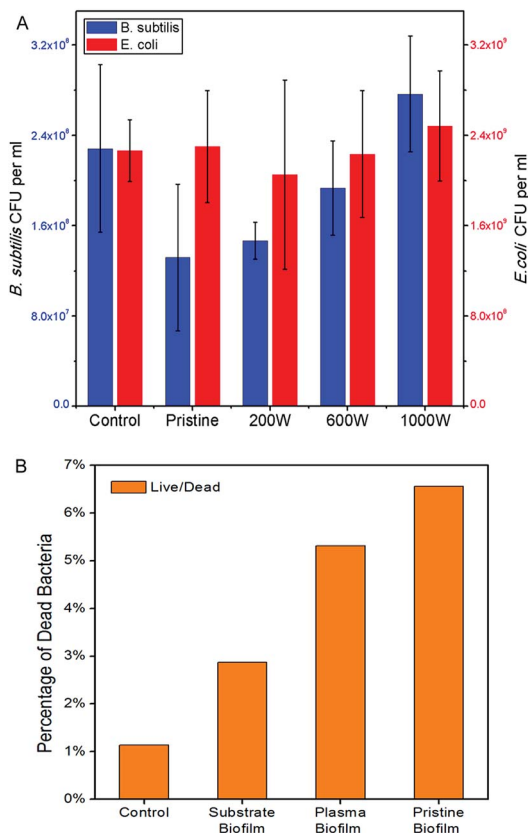 A
B. subtilis
E. coli
3.2x10⁸
2.4x10⁸
1.6x10⁸
8.0x10⁷
0.0
B. subtilis CFU per ml
3.2x10⁹
2.4x10⁹
1.6x10⁹
8.0x10⁸
0.0
E.coli CFU per ml
Control Pristine 200W 600W 1000W
B
Live/Dead
7%
6%
5%
4%
3%
2%
1%
0%
Percentage of Dead Bacteria
Control Substrate Plasma Pristine
Biofilm Biofilm Biofilm